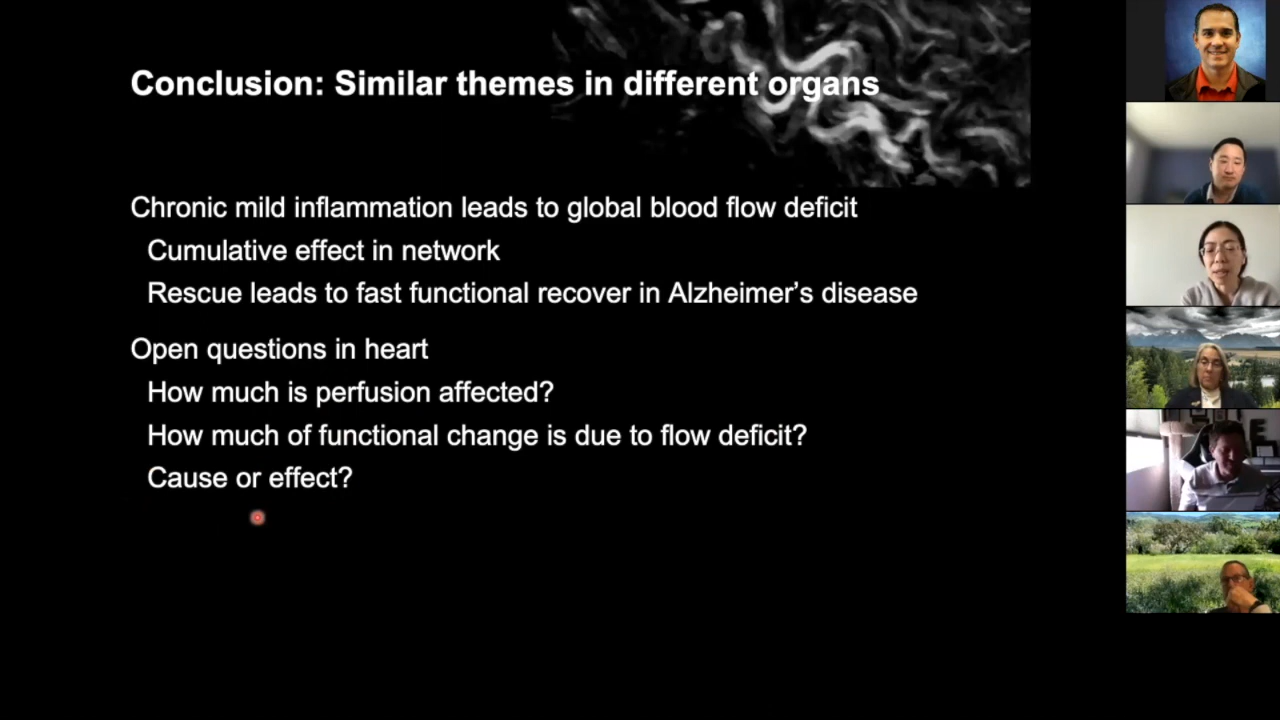 Conclusion: Similar themes in different organs
Chronic mild inflammation leads to global blood flow deficit
Cumulative effect in network
Rescue leads to fast functional recover in Alzheimer’s disease
Open questions in heart
How much is perfusion affected?
How much of functional change is due to flow deficit?
Cause or effect?